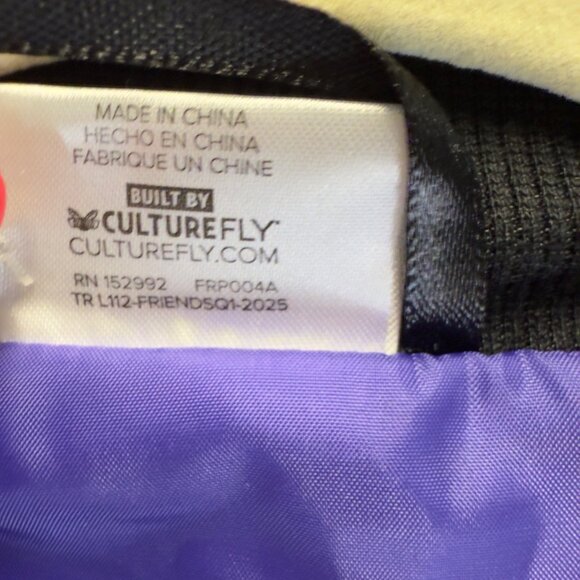 MADE IN CHINA
HECHO EN CHINA
FABRIQUE UN CHINE
BUILT BY
CULTUREFLY™
CULTUREFLY.COM
RN 152992 FRP004A
TR L112-FRIENDSQ1-2025